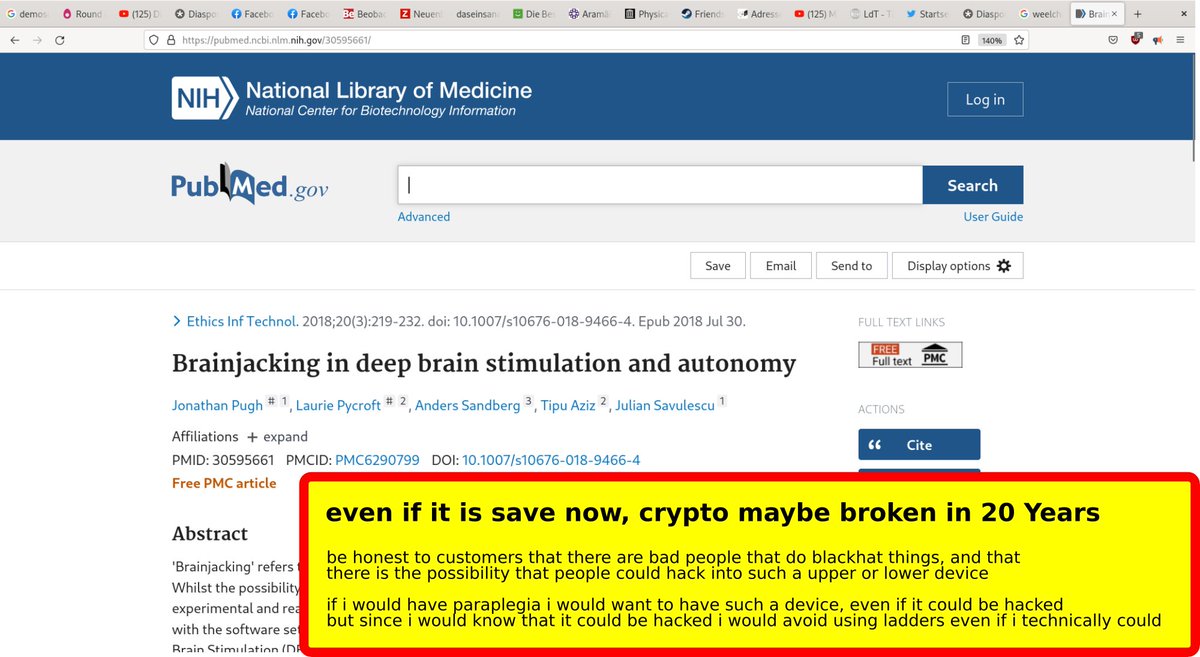 demos Round (125) D Diaspo Facebo Facebo Beobac Neuen daseinsan Die Bes Aramä Physica Friends Adress (125) M LdT - T Startse Diaspo weelch Brain
https://pubmed.ncbi.nlm.nih.gov/30595661/ 140%
NIH National Library of Medicine
National Center for Biotechnology Information
Log in
PubMed.gov
Search
Advanced User Guide
Save Email Send to Display options
Ethics Inf Technol. 2018;20(3):219-232. doi: 10.1007/s10676-018-9466-4. Epub 2018 Jul 30.
FULL TEXT LINKS
Brainjacking in deep brain stimulation and autonomy
FREE
Full text PMC
Jonathan Pugh # 1, Laurie Pycroft # 2, Anders Sandberg 3, Tipu Aziz 2, Julian Savulescu 1
ACTIONS
Affiliations + expand
“ Cite
PMID: 30595661 PMCID: PMC6290799 DOI: 10.1007/s10676-018-9466-4
Free PMC article
Abstract
'Brainjacking' refers
Whilst the possibility
experimental and rea
with the software set
Brain Stimulation (D
even if it is save now, crypto maybe broken in 20 Years
be honest to customers that there are bad people that do blackhat things, and that
there is the possibility that people could hack into such a upper or lower device
if i would have paraplegia i would want to have such a device, even if it could be hacked
but since i would know that it could be hacked i would avoid using ladders even if i technically could